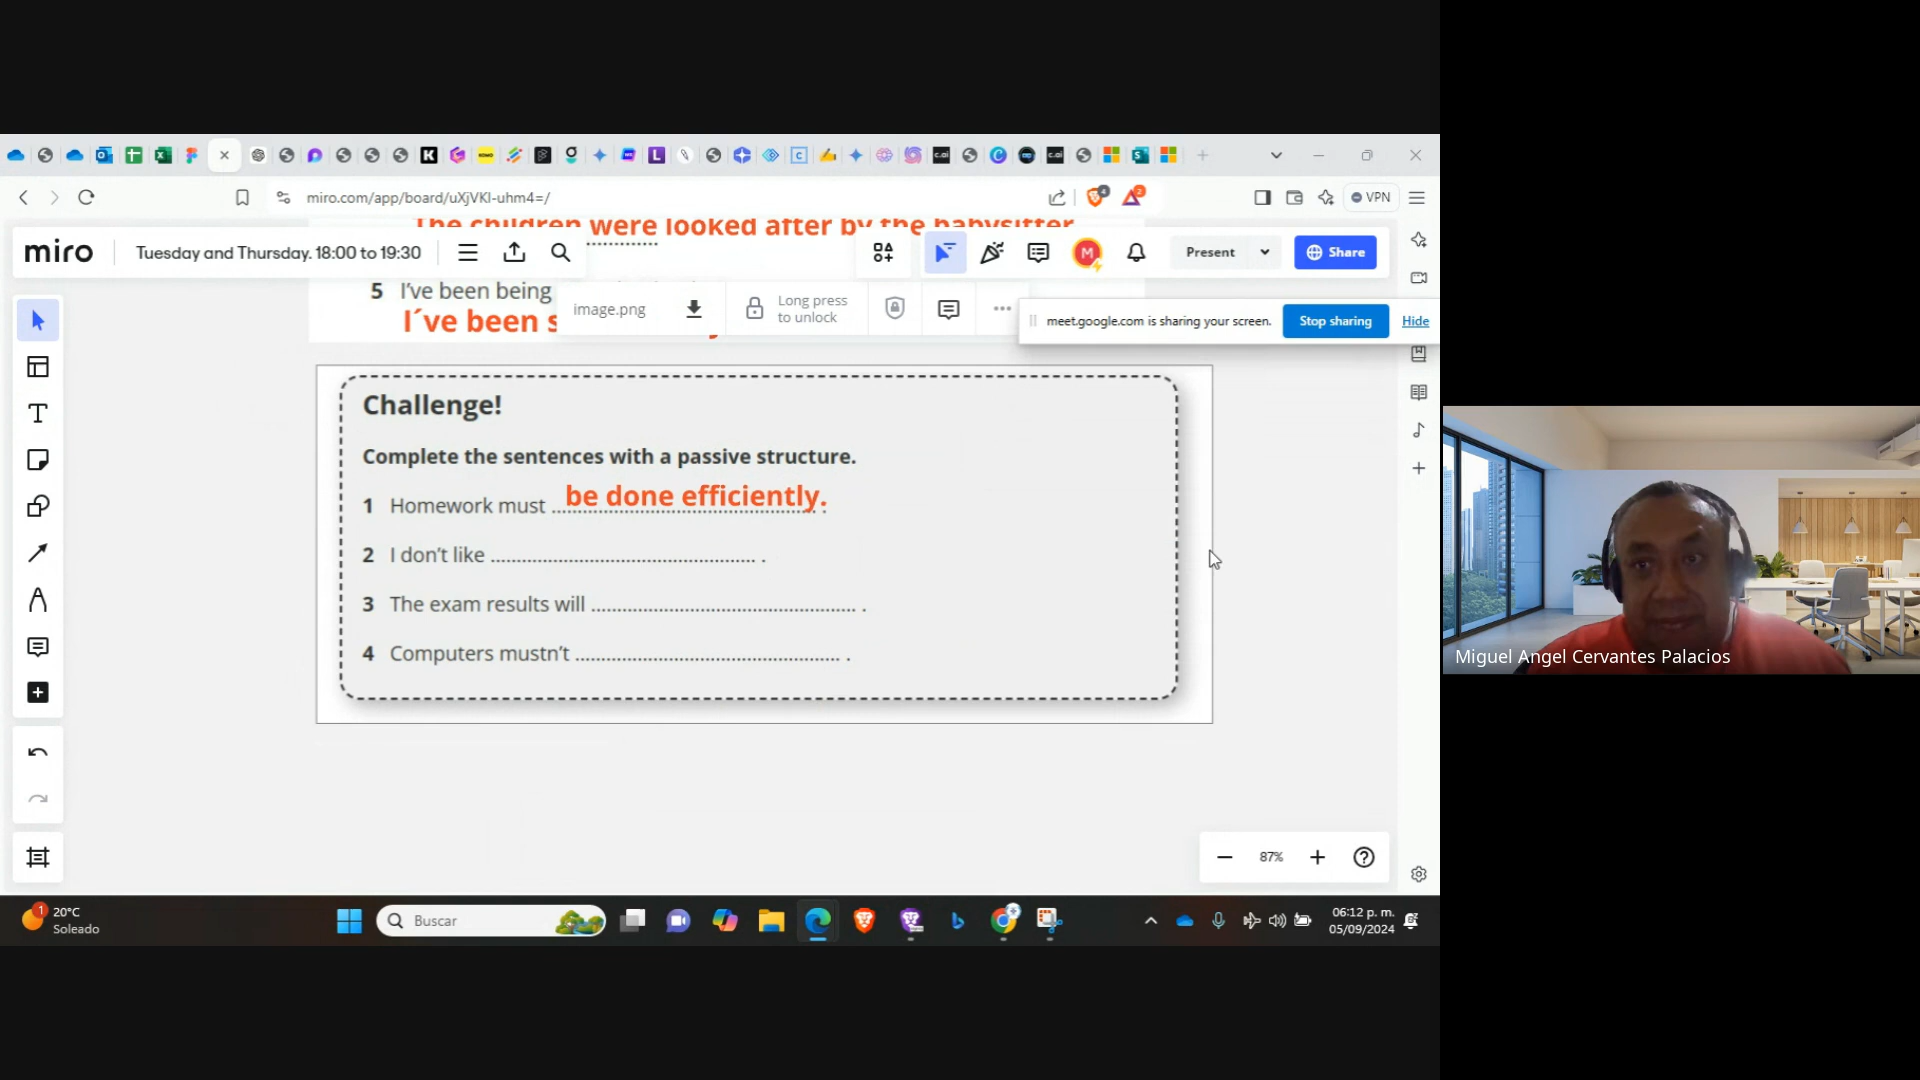 miro.com/app/board/uXjVKl-uhm4=/
VPN
The children were looked after by the babysitter
miro
Tuesday and Thursday. 18:00 to 19:30
Present
Share
5 I've been being
I´ve been s
image.png
Long press
to unlock
meet.google.com is sharing your screen.
Stop sharing
Hide
Challenge!
Complete the sentences with a passive structure.
1 Homework must be done efficiently.
2 I don't like .
3 The exam results will .
4 Computers mustn't .
Miguel Angel Cervantes Palacios
87%
20°C
Soleado
Buscar
06:12 p. m.
05/09/2024